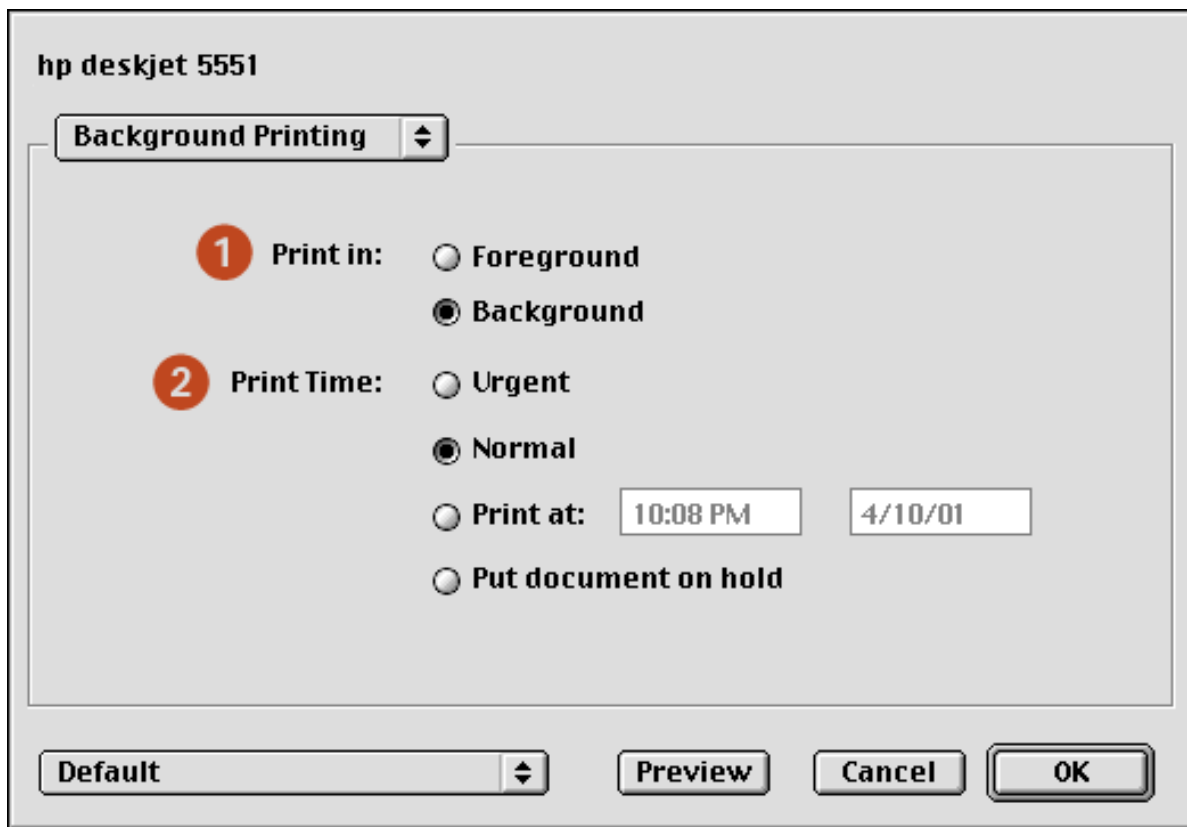 hp deskjet 5551
Background Printing
1 Print in: Foreground
Background
2 Print Time: Urgent
Normal
Print at: 10:08 PM 4/10/01
Put document on hold
Default Preview Cancel OK